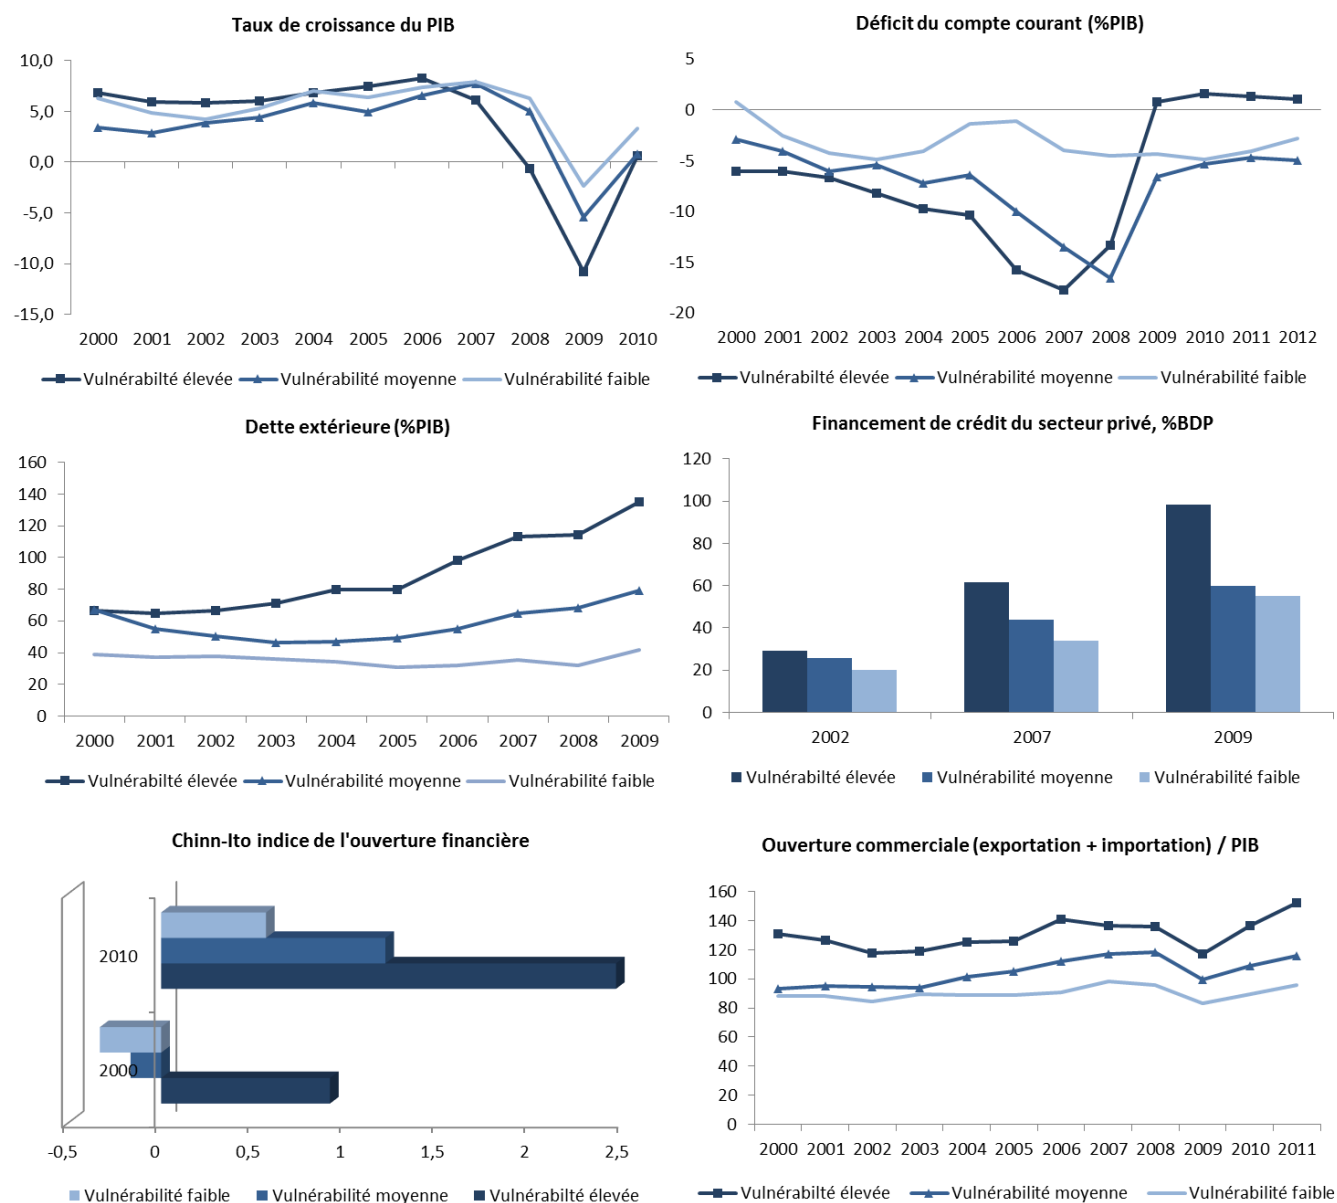 Taux de croissance du PIB
10,0
5,0
0,0
-5,0
-10,0
-15,0
2000 2001 2002 2003 2004 2005 2006 2007 2008 2009 2010
Vulnérabilté élevée Vulnérabilité moyenne Vulnérabilité faible
Déficit du compte courant (%PIB)
5
0
-5
-10
-15
-20
2000 2001 2002 2003 2004 2005 2006 2007 2008 2009 2010 2011 2012
Vulnérabilté élevée Vulnérabilité moyenne Vulnérabilité faible
Dette extérieure (%PIB)
160
140
120
100
80
60
40
20
0
2000 2001 2002 2003 2004 2005 2006 2007 2008 2009
Vulnérabilté élevée Vulnérabilité moyenne Vulnérabilité faible
Financement de crédit du secteur privé, %BDP
120
100
80
60
40
20
0
2002 2007 2009
Vulnérabilté élevée Vulnérabilité moyenne Vulnérabilité faible
Chinn-Ito indice de l'ouverture financière
2010
2000
-0,5 0 0,5 1 2 2,5
Vulnérabilité faible Vulnérabilité moyenne Vulnérabilté élevée
Ouverture commerciale (exportation + importation) / PIB
160
140
120
100
80
60
40
20
0
2000 2001 2002 2003 2004 2005 2006 2007 2008 2009 2010 2011
Vulnérabilté élevée Vulnérabilité moyenne Vulnérabilité faible